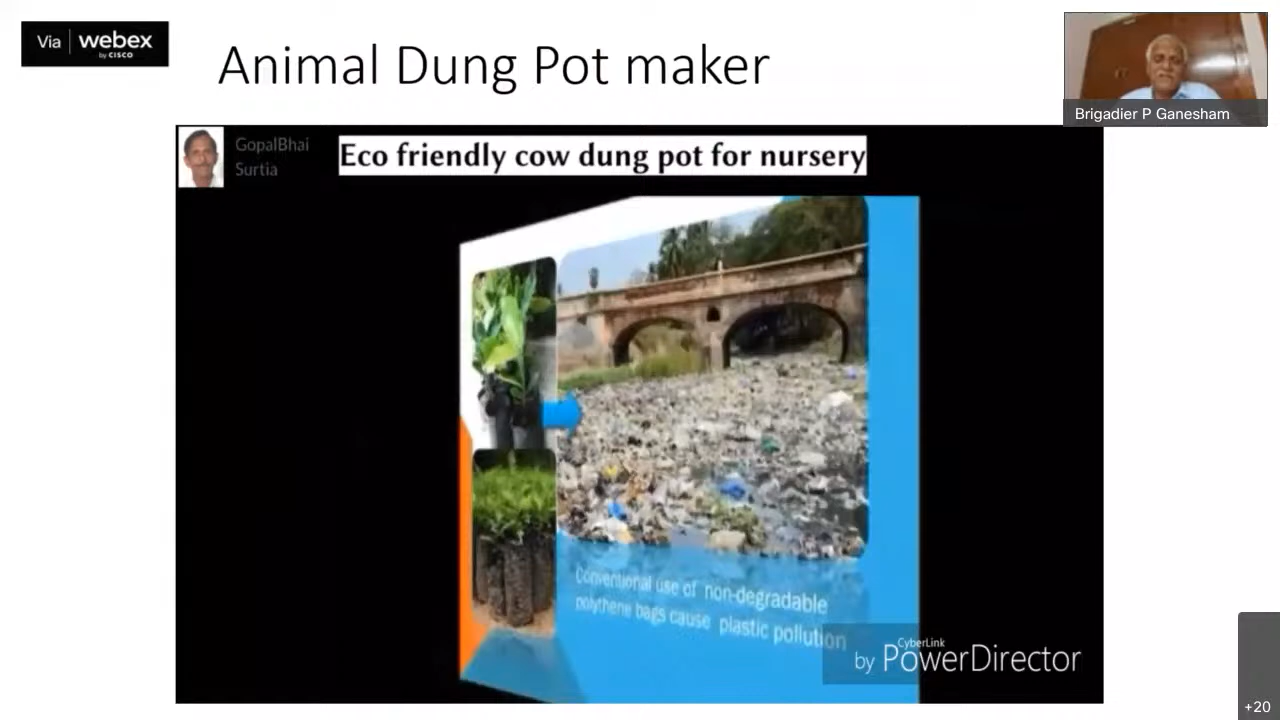 Via webex
by CISCO
Animal Dung Pot maker
Brigadier P Ganesham
GopalBhai
Surtia
Eco friendly cow dung pot for nursery
Conventional use of non-degradable
polythene bags cause plastic pollution
CyberLink
by PowerDirector
+20